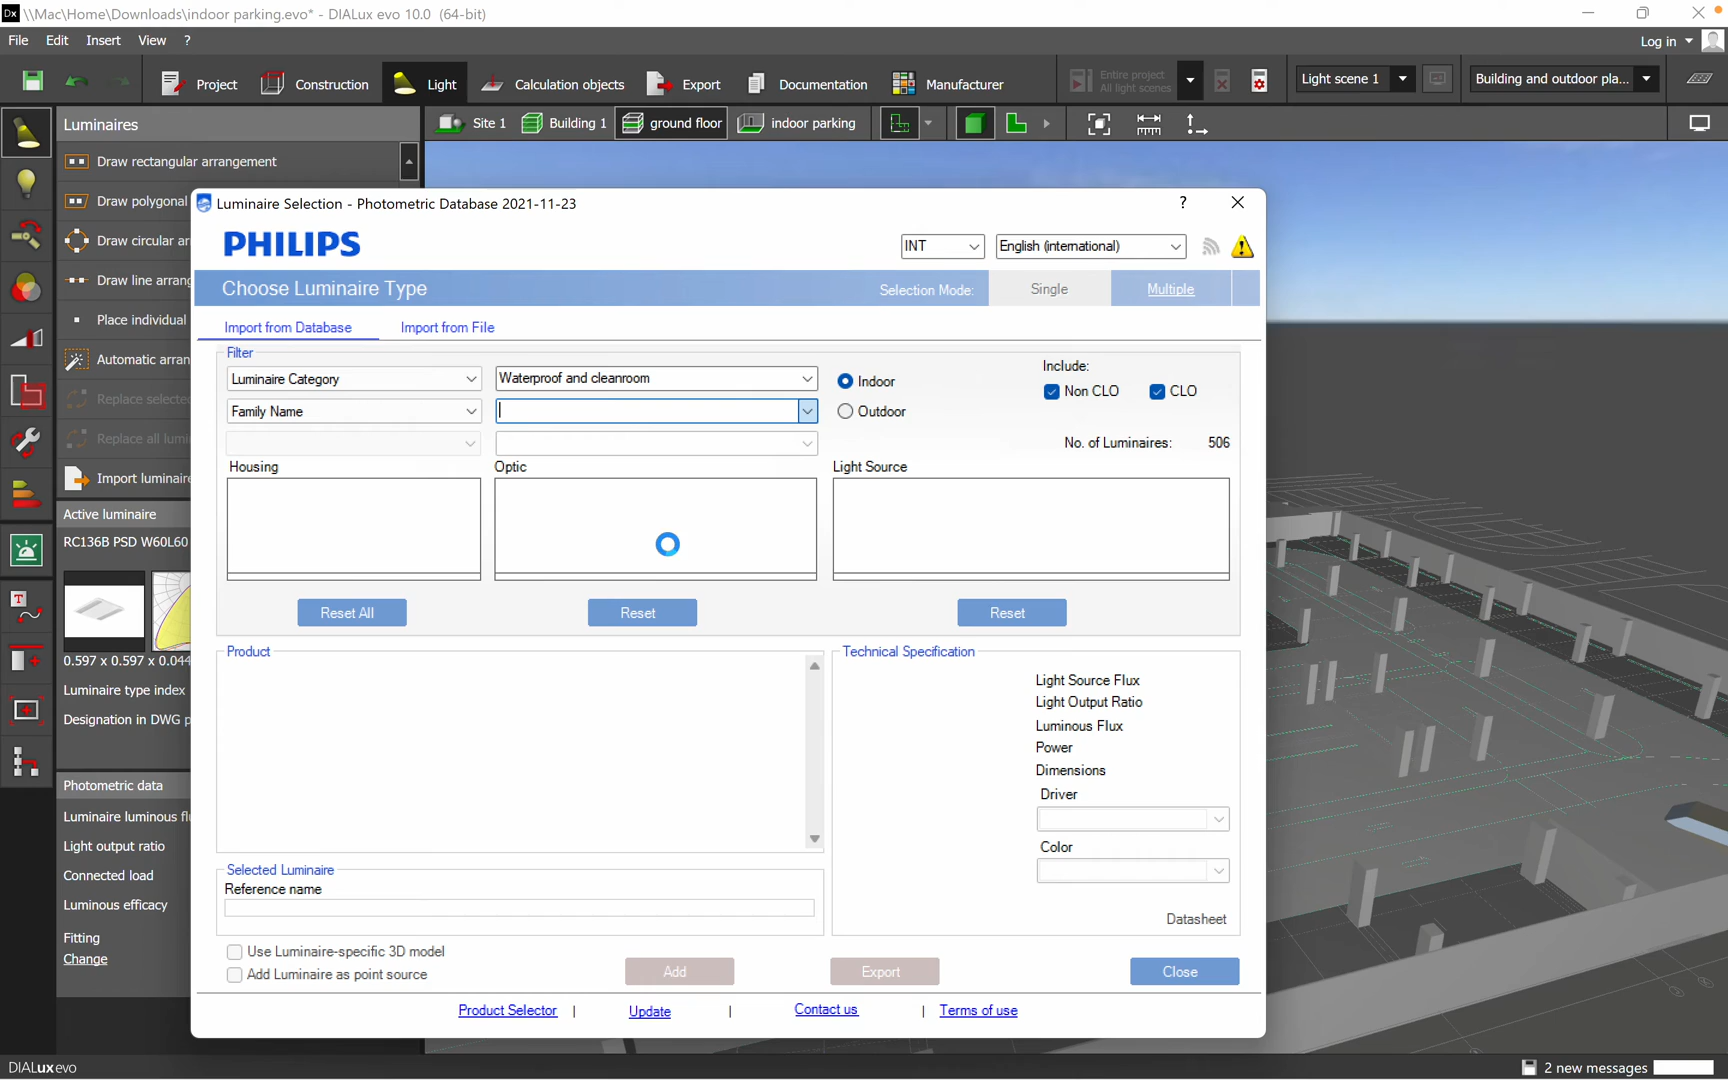 Dx \\Mac\Home\Downloads\indoor parking.evo* - DIALux evo 10.0 (64-bit)
File Edit Insert View ?
Log in
Project Construction Light Calculation objects Export Documentation Manufacturer
Entire project
All light scenes
Light scene 1
Building and outdoor pla...
Luminaires
Site 1 Building 1 ground floor indoor parking
Draw rectangular arrangement
Draw polygonal
Draw circular ar
Draw line arrang
Place individual
Automatic arran
Replace selecte
Replace all lumi
Import luminaire
Active luminaire
RC136B PSD W60L60
0.597 x 0.597 x 0.044
Luminaire type index
Designation in DWG p
Photometric data
Luminaire luminous flu
Light output ratio
Connected load
Luminous efficacy
Fitting
Change
Luminaire Selection - Photometric Database 2021-11-23
?
PHILIPS
INT
English (international)
Choose Luminaire Type
Selection Mode:
Single
Multiple
Import from Database
Import from File
Filter
Luminaire Category
Waterproof and cleanroom
Family Name
Indoor
Outdoor
Include:
Non CLO
CLO
No. of Luminaires: 506
Housing
Optic
Light Source
Reset All
Reset
Reset
Product
Technical Specification
Light Source Flux
Light Output Ratio
Luminous Flux
Power
Dimensions
Driver
Color
Datasheet
Selected Luminaire
Reference name
Use Luminaire-specific 3D model
Add Luminaire as point source
Add
Export
Close
Product Selector | Update | Contact us | Terms of use
DIALux evo
2 new messages